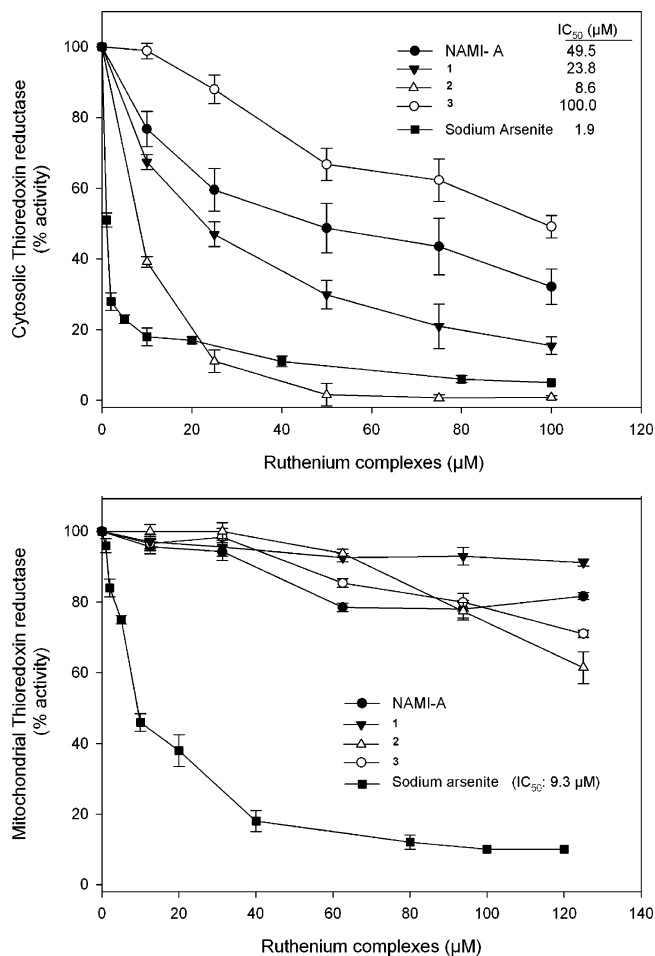 IC50 (μM)
NAMI- A 49.5
1 23.8
2 8.6
3 100.0
Sodium Arsenite 1.9
Cytosolic Thioredoxin reductase
(% activity)
100
80
60
40
20
0
0 20 40 60 80 100 120
Ruthenium complexes (μM)
Mitochondrial Thioredoxin reductase
(% activity)
100
80
60
40
20
0
NAMI-A
1
2
3
Sodium arsenite (IC50: 9.3 μM)
0 20 40 60 80 100 120 140
Ruthenium complexes (μM)